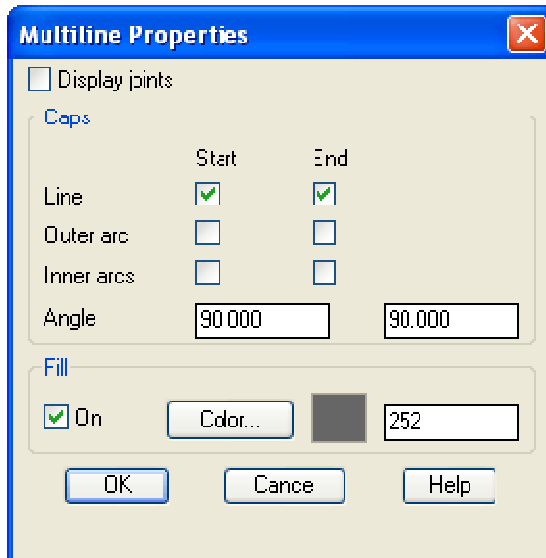 Multiline Properties
Display joints
Caps
Start End
Line
Outer arc
Inner arcs
Angle 90.000 90.000
Fill
On Color... 252
OK Cance Help